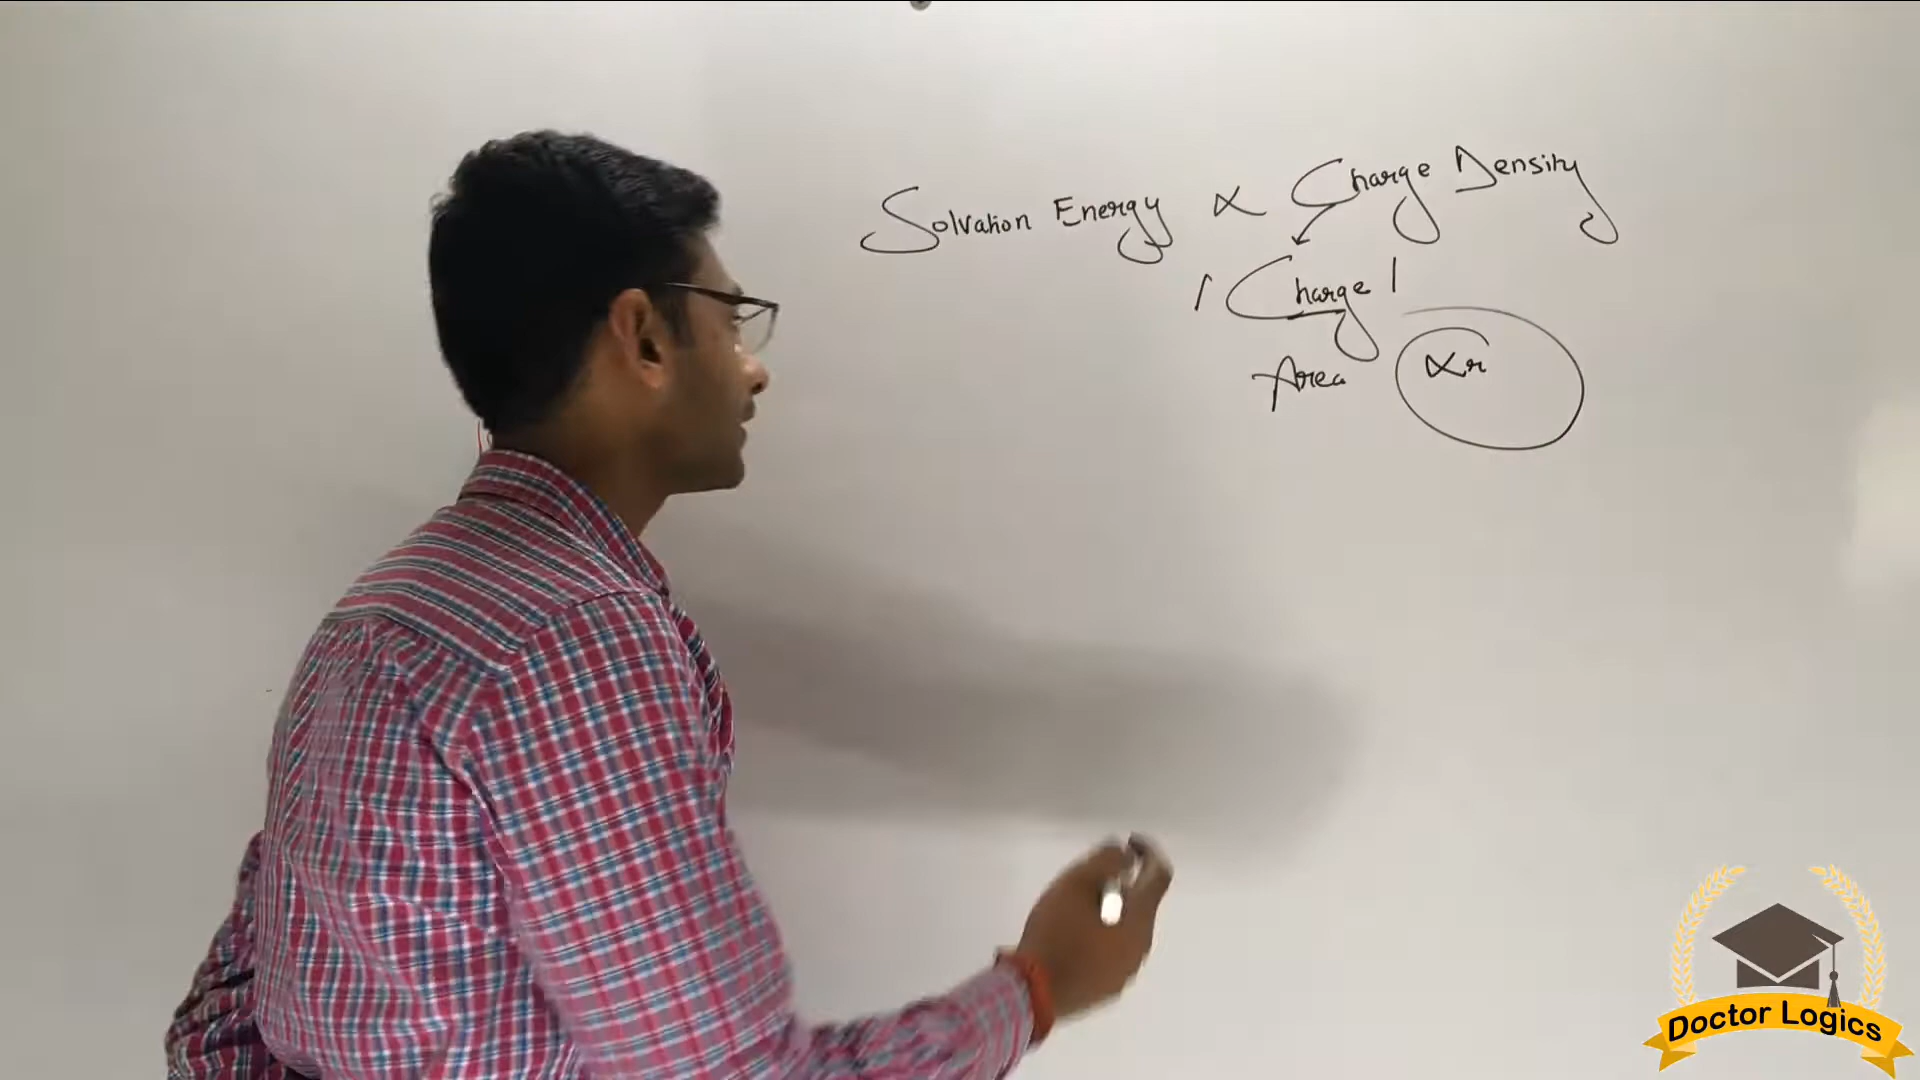 Solvation Energy ∝ Charge Density
| Charge |
Area ∝ r
Doctor Logics